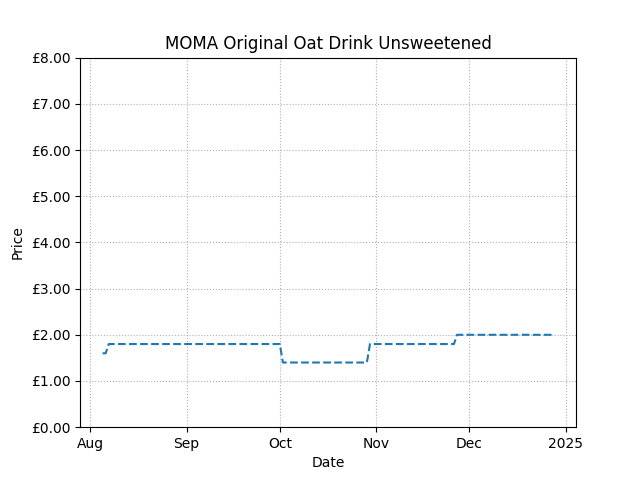 MOMA Original Oat Drink Unsweetened
£8.00
£7.00
£6.00
£5.00
£4.00
£3.00
£2.00
£1.00
£0.00
Price
Aug Sep Oct Nov Dec 2025
Date